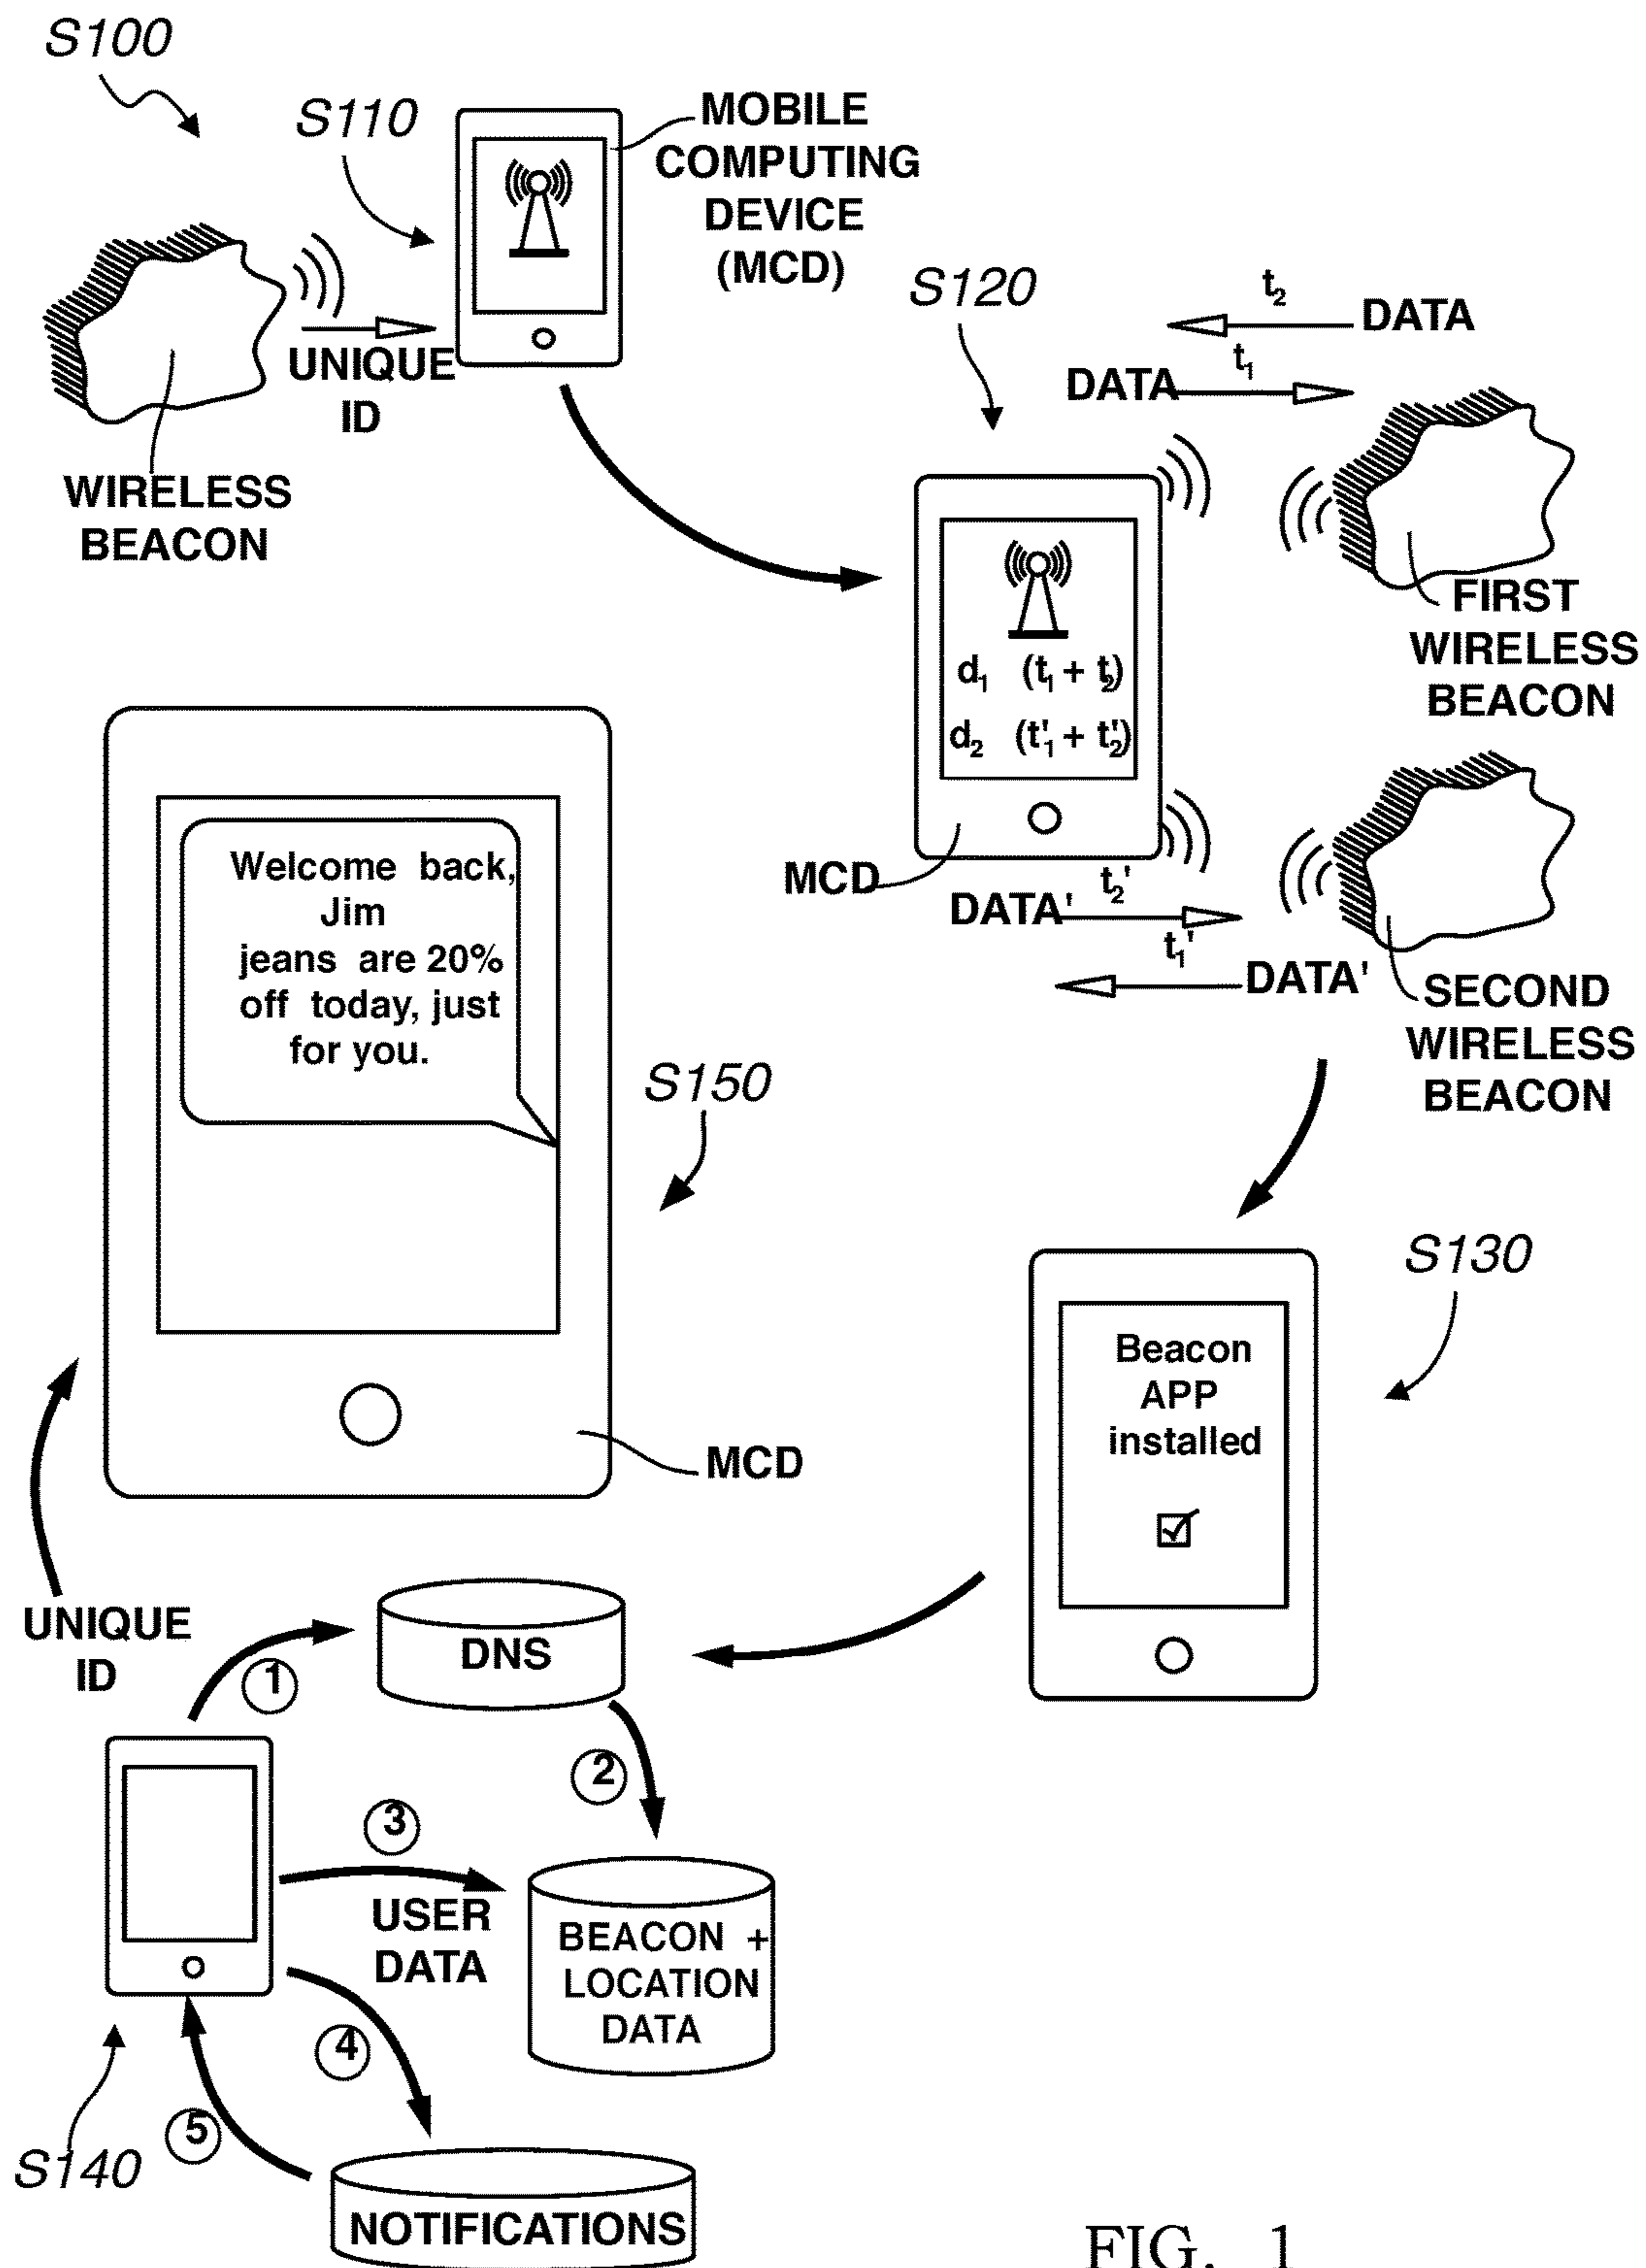 S100
S110
MOBILE
COMPUTING
DEVICE
(MCD)
UNIQUE
ID
WIRELESS
BEACON
S120
t2
DATA
t1
DATA
FIRST
WIRELESS
BEACON
d1 (t1 + t2)
d2 (t'1 + t'2)
MCD
t2'
DATA'
t1'
DATA'
SECOND
WIRELESS
BEACON
Welcome back,
Jim
jeans are 20%
off today, just
for you.
S150
MCD
S130
Beacon
APP
installed
UNIQUE
ID
DNS
1
2
3
USER
DATA
BEACON +
LOCATION
DATA
4
5
S140
NOTIFICATIONS
FIG. 1